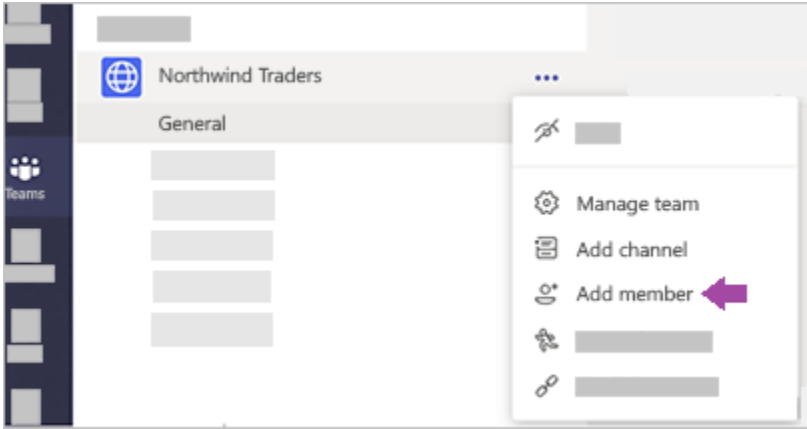 Northwind Traders
General
Teams
Manage team
Add channel
Add member